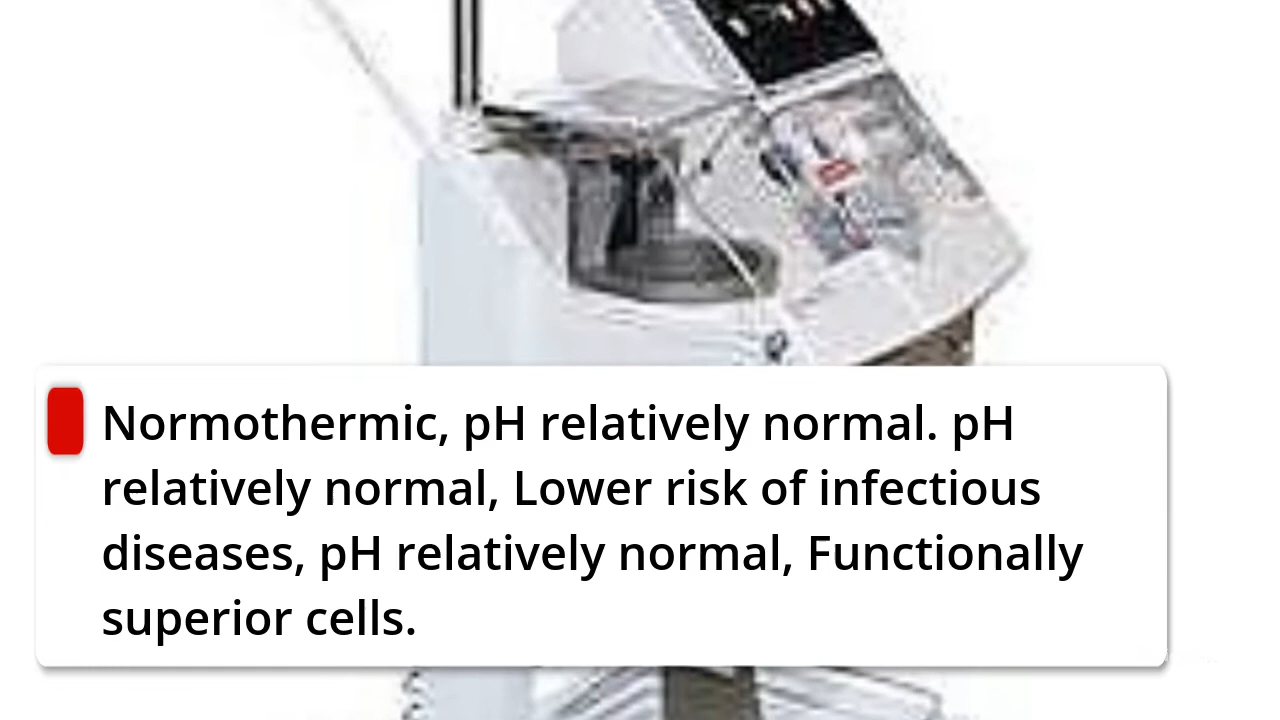 Normothermic, pH relatively normal. pH
relatively normal, Lower risk of infectious
diseases, pH relatively normal, Functionally
superior cells.